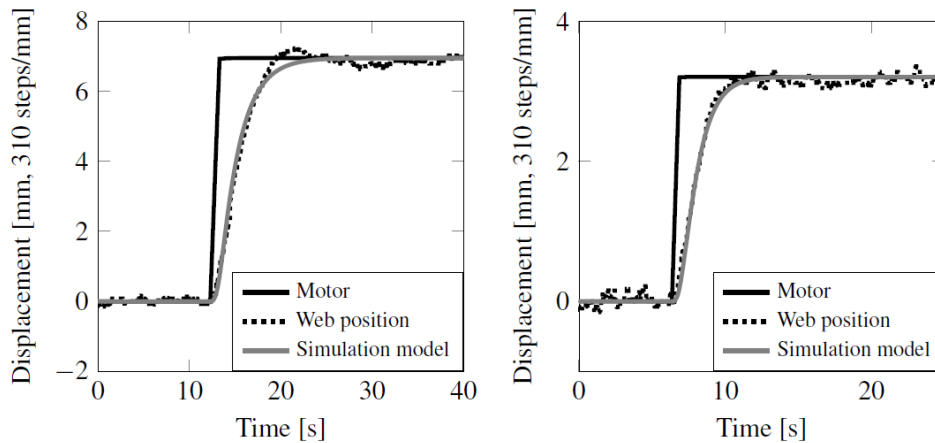 Displacement [mm, 310 steps/mm]
8
6
4
2
0
−2
0
10
20
30
40
Time [s]
Motor
Web position
Simulation model
Displacement [mm, 310 steps/mm]
4
2
0
0
10
20
Time [s]
Motor
Web position
Simulation model